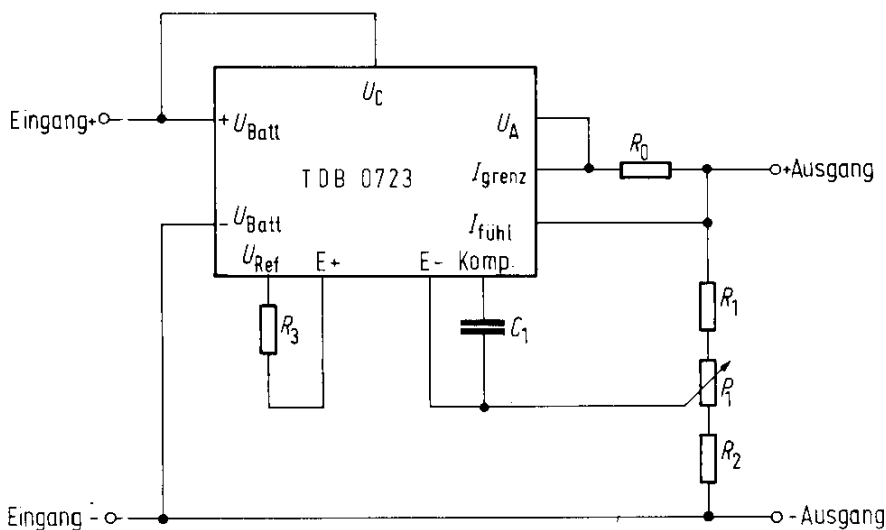 U_C
Eingang+
+ U_Batt
U_A
I_grenz
R_0
+Ausgang
TDB 0723
- U_Batt
I_fühl
U_Ref
E+
E-
Komp.
R_3
C_1
R_1
P_1
R_2
Eingang -
-Ausgang